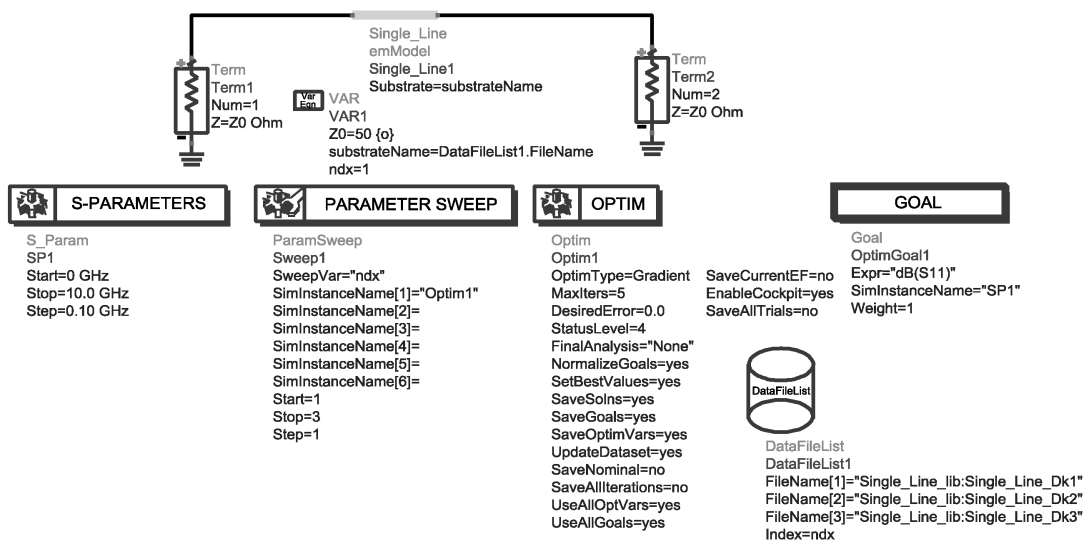 Single_Line
emModel
Single_Line1
Substrate=substrateName
Term
Term1
Num=1
Z=Z0 Ohm
Var
Eqn
VAR
VAR1
Z0=50 {o}
substrateName=DataFileList1.FileName
ndx=1
Term
Term2
Num=2
Z=Z0 Ohm
S-PARAMETERS
S_Param
SP1
Start=0 GHz
Stop=10.0 GHz
Step=0.10 GHz
PARAMETER SWEEP
ParamSweep
Sweep1
SweepVar="ndx"
SimInstanceName[1]="Optim1"
SimInstanceName[2]=
SimInstanceName[3]=
SimInstanceName[4]=
SimInstanceName[5]=
SimInstanceName[6]=
Start=1
Stop=3
Step=1
OPTIM
Optim
Optim1
OptimType=Gradient
MaxIters=5
DesiredError=0.0
StatusLevel=4
FinalAnalysis="None"
NormalizeGoals=yes
SetBestValues=yes
SaveSolns=yes
SaveGoals=yes
SaveOptimVars=yes
UpdateDataset=yes
SaveNominal=no
SaveAllIterations=no
UseAllOptVars=yes
UseAllGoals=yes
SaveCurrentEF=no
EnableCockpit=yes
SaveAllTrials=no
GOAL
Goal
OptimGoal1
Expr="dB(S11)"
SimInstanceName="SP1"
Weight=1
DataFileList
DataFileList
DataFileList1
FileName[1]="Single_Line_lib:Single_Line_Dk1"
FileName[2]="Single_Line_lib:Single_Line_Dk2"
FileName[3]="Single_Line_lib:Single_Line_Dk3"
Index=ndx